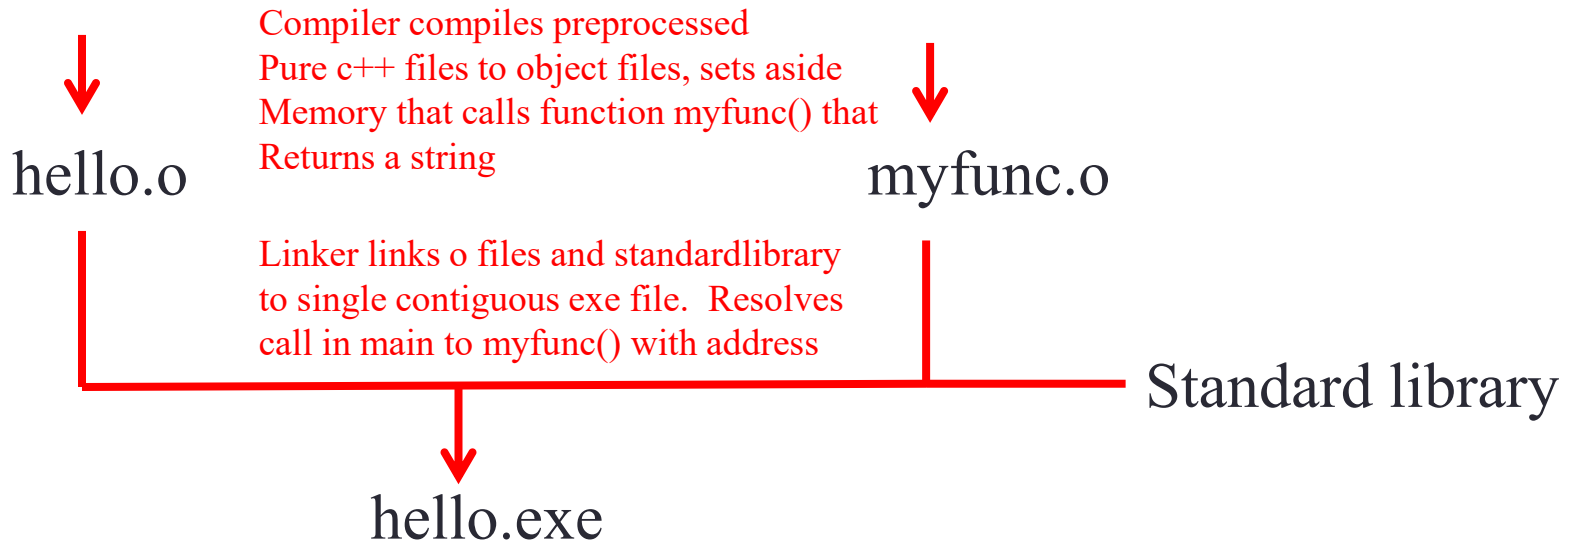 Compiler compiles preprocessed
Pure c++ files to object files, sets aside
Memory that calls function myfunc() that
Returns a string
hello.o
myfunc.o
Linker links o files and standardlibrary
to single contiguous exe file.  Resolves
call in main to myfunc() with address
Standard library
hello.exe